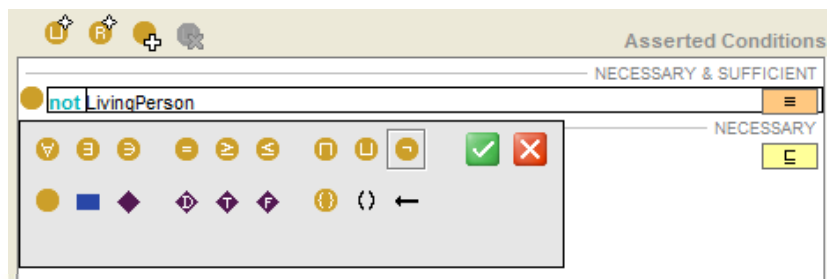 Asserted Conditions
NECESSARY & SUFFICIENT
not LivingPerson
≡
NECESSARY
⊑
∀ ∃ ∋ = ≥ ≤ ⊓ ⊔ ¬
D T F {} () ←